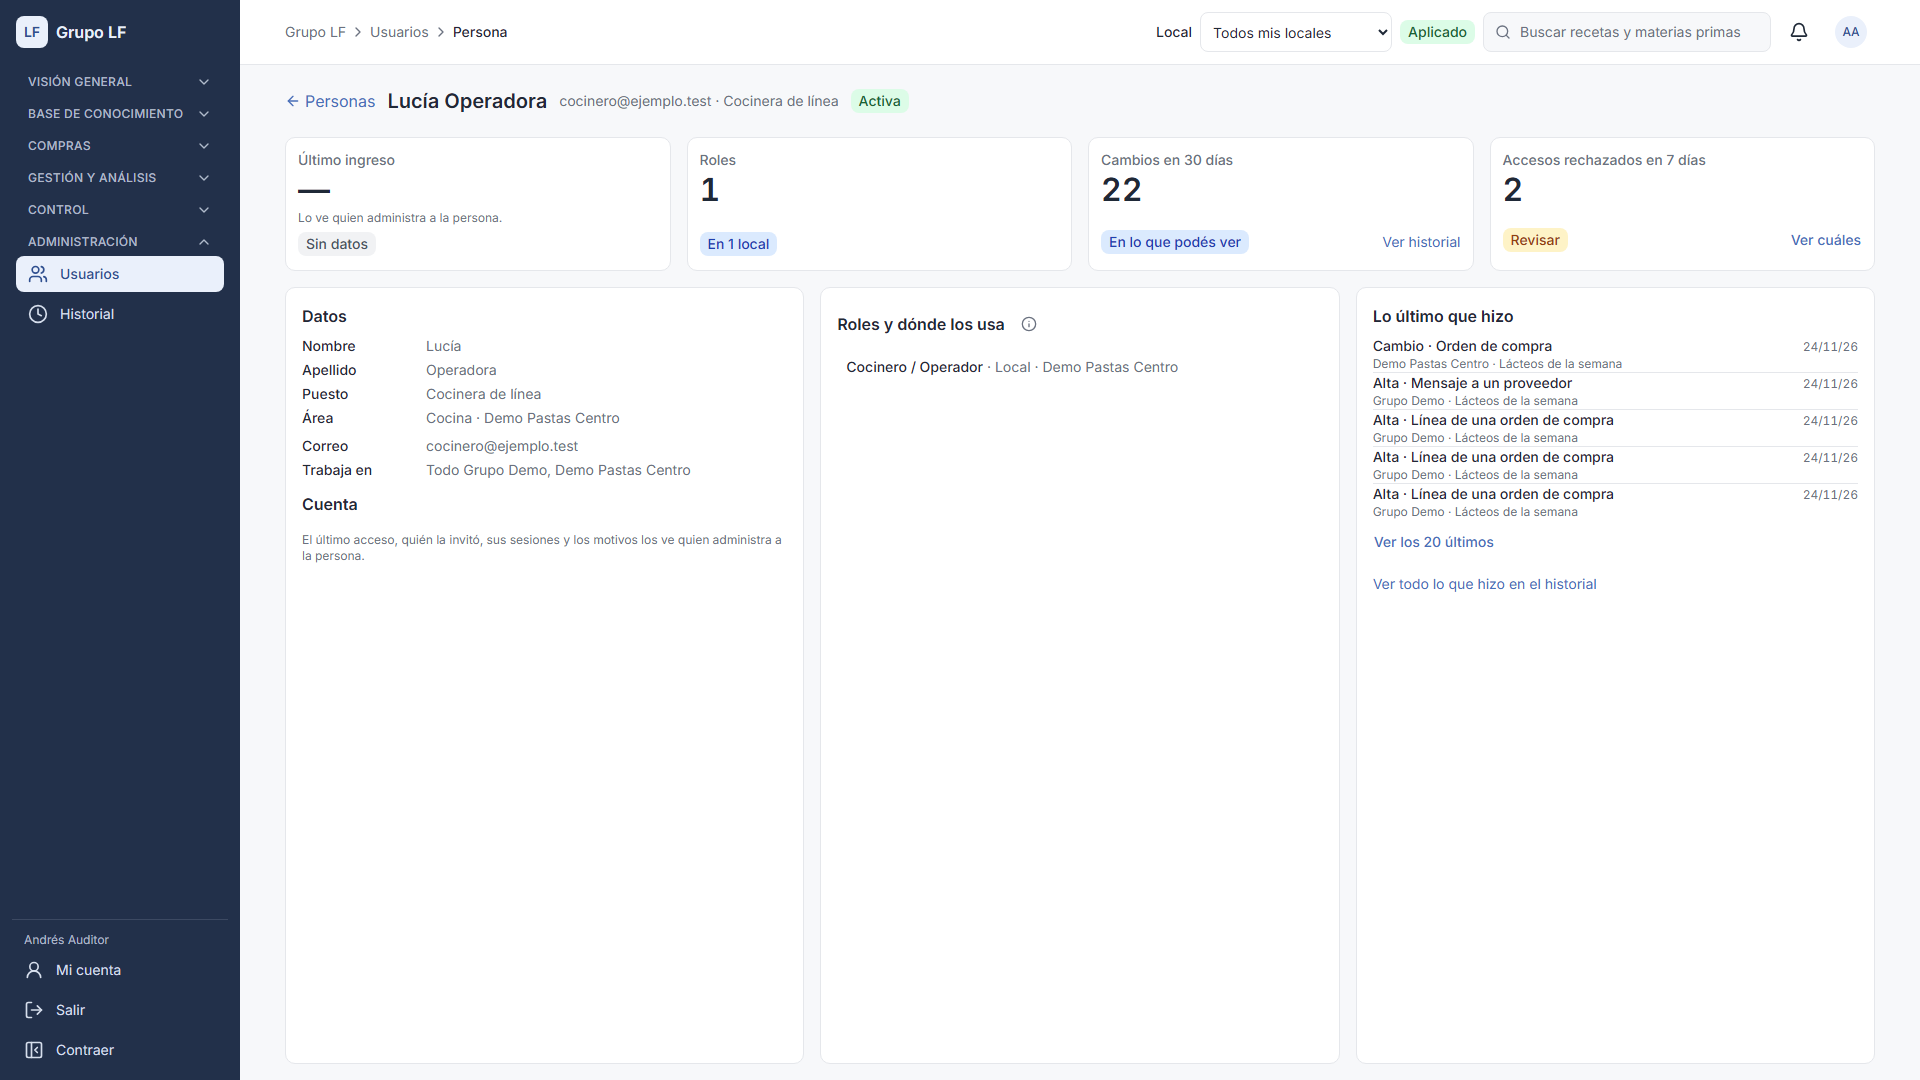 LF Grupo LF
VISIÓN GENERAL
BASE DE CONOCIMIENTO
COMPRAS
GESTIÓN Y ANÁLISIS
CONTROL
ADMINISTRACIÓN
Usuarios
Historial
Andrés Auditor
Mi cuenta
Salir
Contraer
Grupo LF Usuarios Persona
Local Todos mis locales Aplicado Buscar recetas y materias primas AA
Personas Lucía Operadora cocinero@ejemplo.test · Cocinera de línea Activa
Último ingreso
—
Lo ve quien administra a la persona.
Sin datos
Roles
1
En 1 local
Cambios en 30 días
22
En lo que podés ver Ver historial
Accesos rechazados en 7 días
2
Revisar Ver cuáles
Datos
Nombre Lucía
Apellido Operadora
Puesto Cocinera de línea
Área Cocina · Demo Pastas Centro
Correo cocinero@ejemplo.test
Trabaja en Todo Grupo Demo, Demo Pastas Centro
Cuenta
El último acceso, quién la invitó, sus sesiones y los motivos los ve quien administra a
la persona.
Roles y dónde los usa
Cocinero / Operador · Local · Demo Pastas Centro
Lo último que hizo
Cambio · Orden de compra 24/11/26
Demo Pastas Centro · Lácteos de la semana
Alta · Mensaje a un proveedor 24/11/26
Grupo Demo · Lácteos de la semana
Alta · Línea de una orden de compra 24/11/26
Grupo Demo · Lácteos de la semana
Alta · Línea de una orden de compra 24/11/26
Grupo Demo · Lácteos de la semana
Alta · Línea de una orden de compra 24/11/26
Grupo Demo · Lácteos de la semana
Ver los 20 últimos
Ver todo lo que hizo en el historial